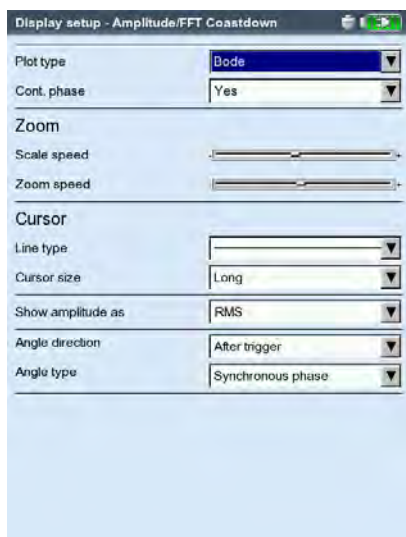 Display setup - Amplitude/FFT Coastdown
Plot type Bode
Cont. phase Yes
Zoom
Scale speed - +
Zoom speed - +
Cursor
Line type
Cursor size Long
Show amplitude as RMS
Angle direction After trigger
Angle type Synchronous phase